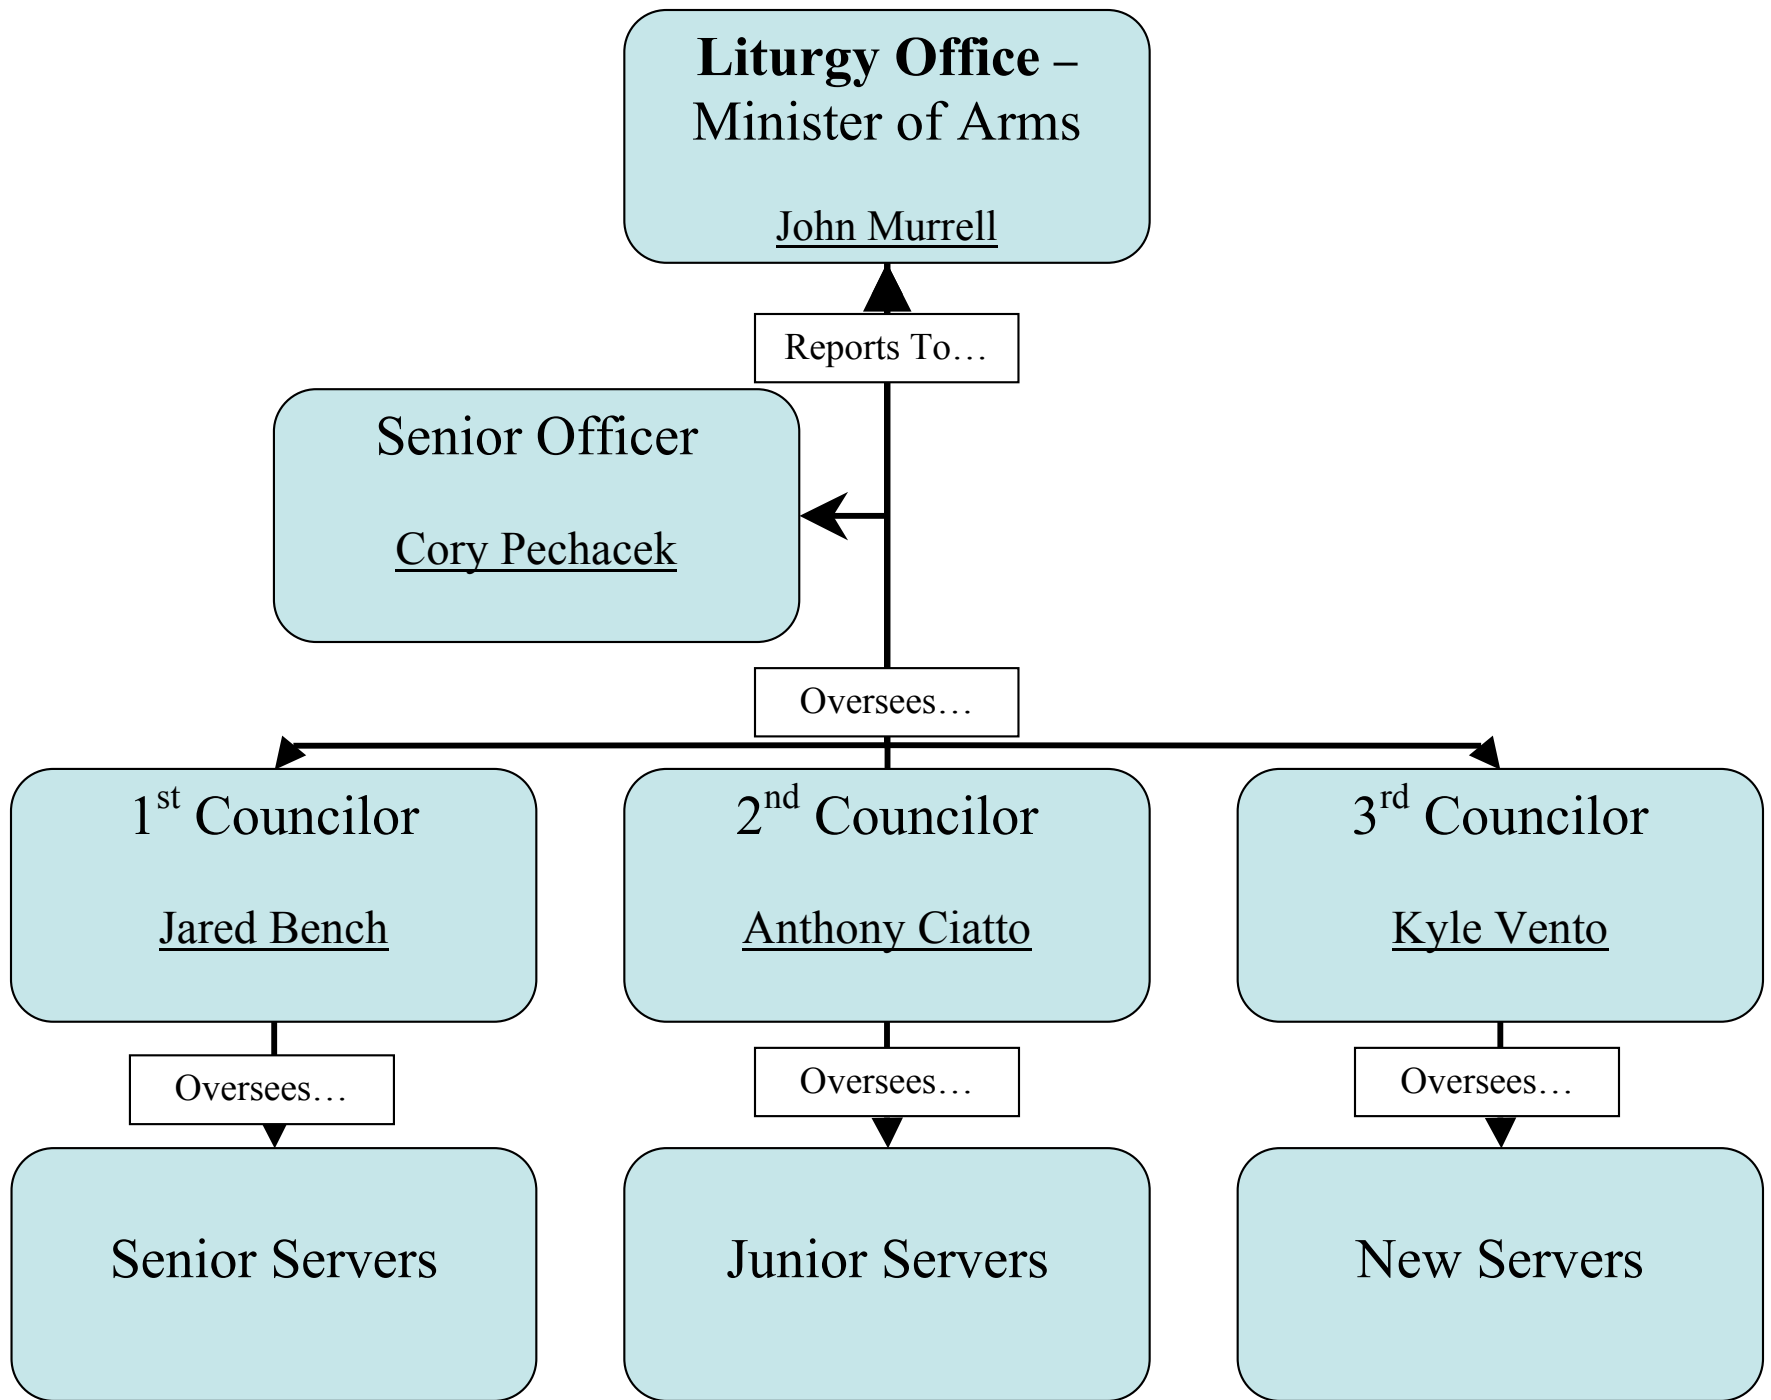 Liturgy Office –
Minister of Arms
John Murrell
Reports To…
Senior Officer
Cory Pechacek
Oversees…
1st Councilor
Jared Bench
2nd Councilor
Anthony Ciatto
3rd Councilor
Kyle Vento
Oversees…
Oversees…
Oversees…
Senior Servers
Junior Servers
New Servers